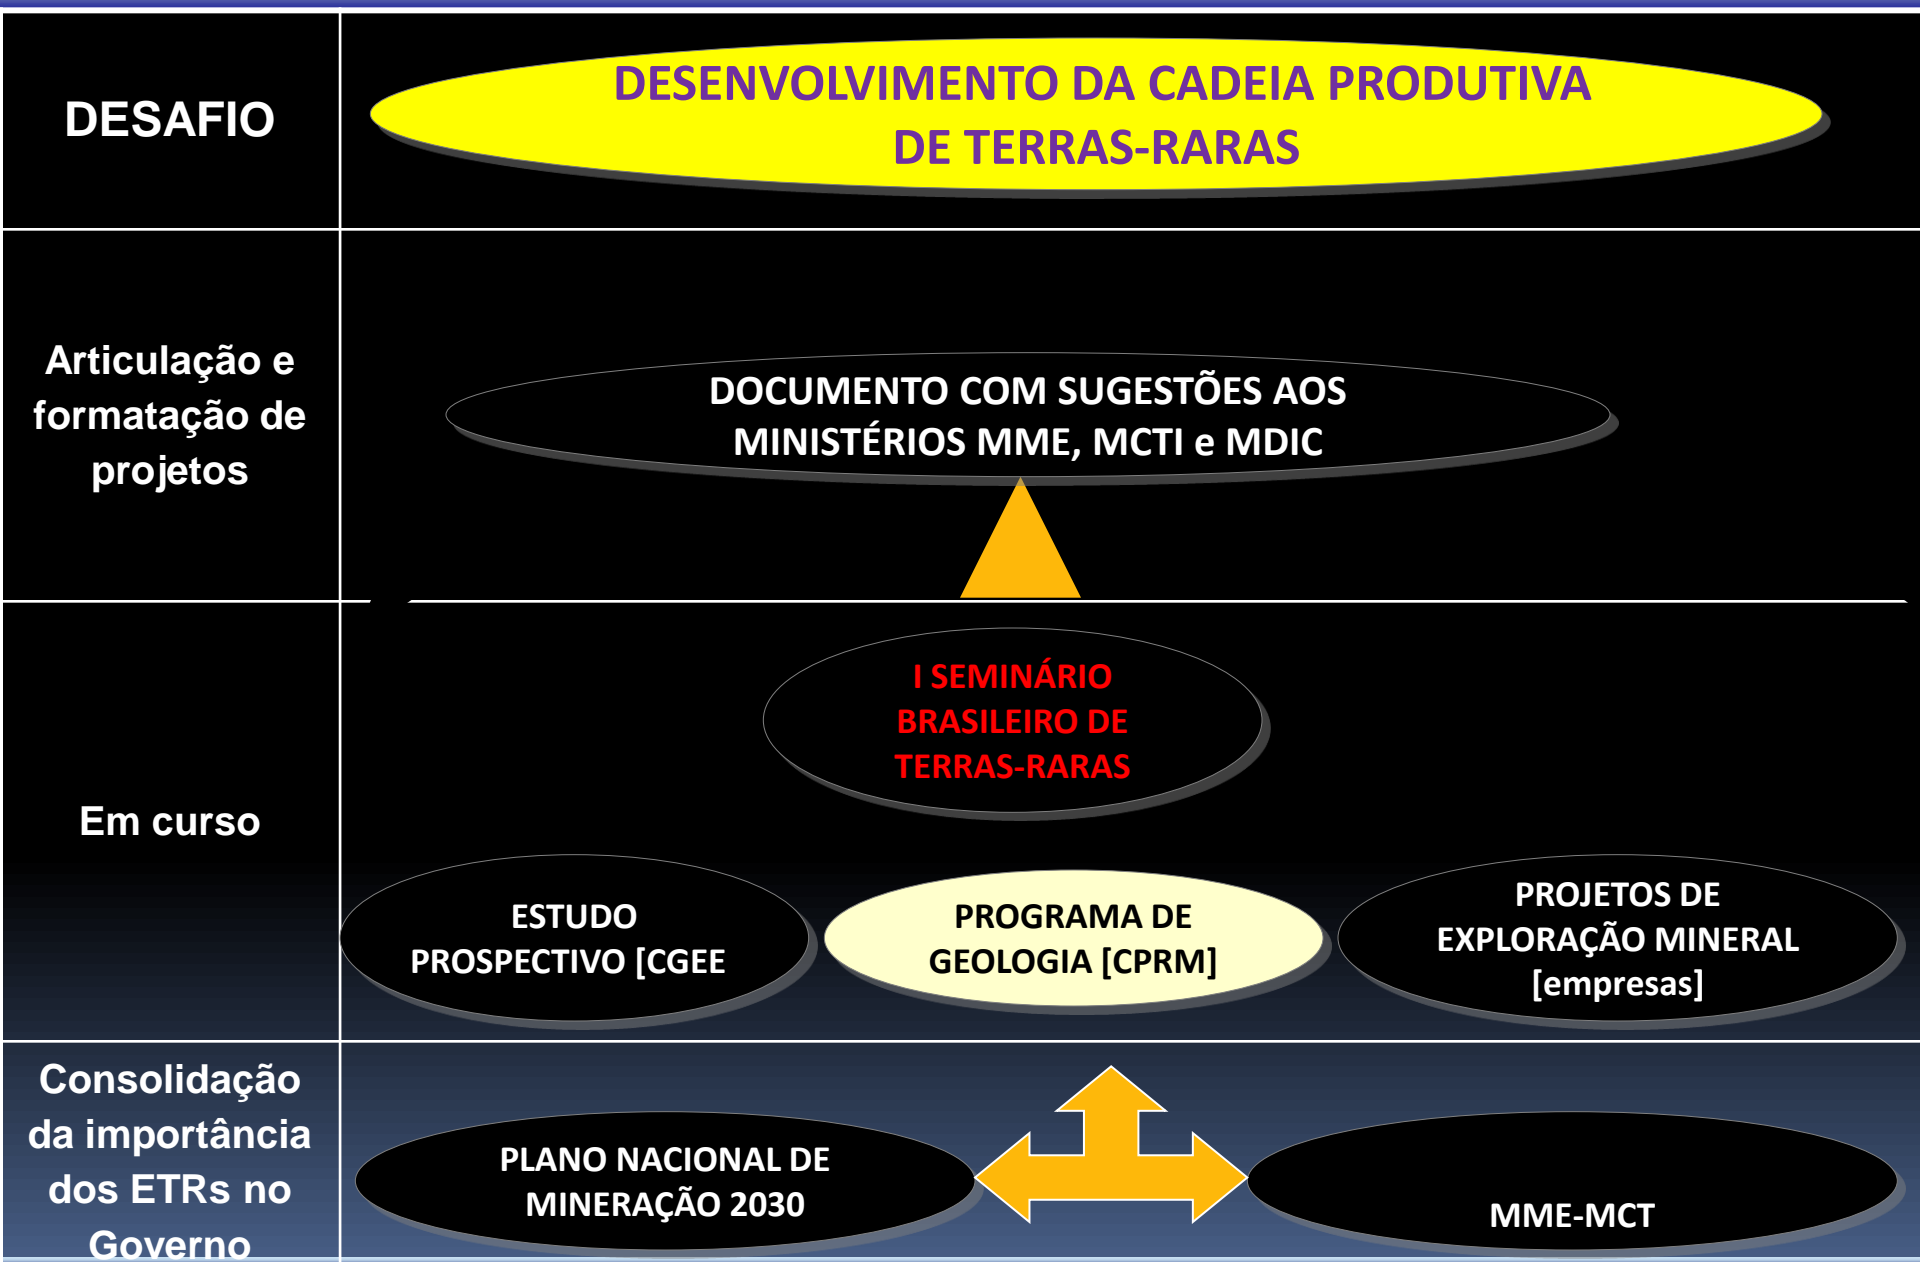 DESAFIO
DESENVOLVIMENTO DA CADEIA PRODUTIVA
DE TERRAS-RARAS
Articulação e
formatação de
projetos
DOCUMENTO COM SUGESTÕES AOS
MINISTÉRIOS MME, MCTI e MDIC
Em curso
I SEMINÁRIO
BRASILEIRO DE
TERRAS-RARAS
ESTUDO
PROSPECTIVO [CGEE
PROGRAMA DE
GEOLOGIA [CPRM]
PROJETOS DE
EXPLORAÇÃO MINERAL
[empresas]
Consolidação
da importância
dos ETRs no
Governo
PLANO NACIONAL DE
MINERAÇÃO 2030
MME-MCT